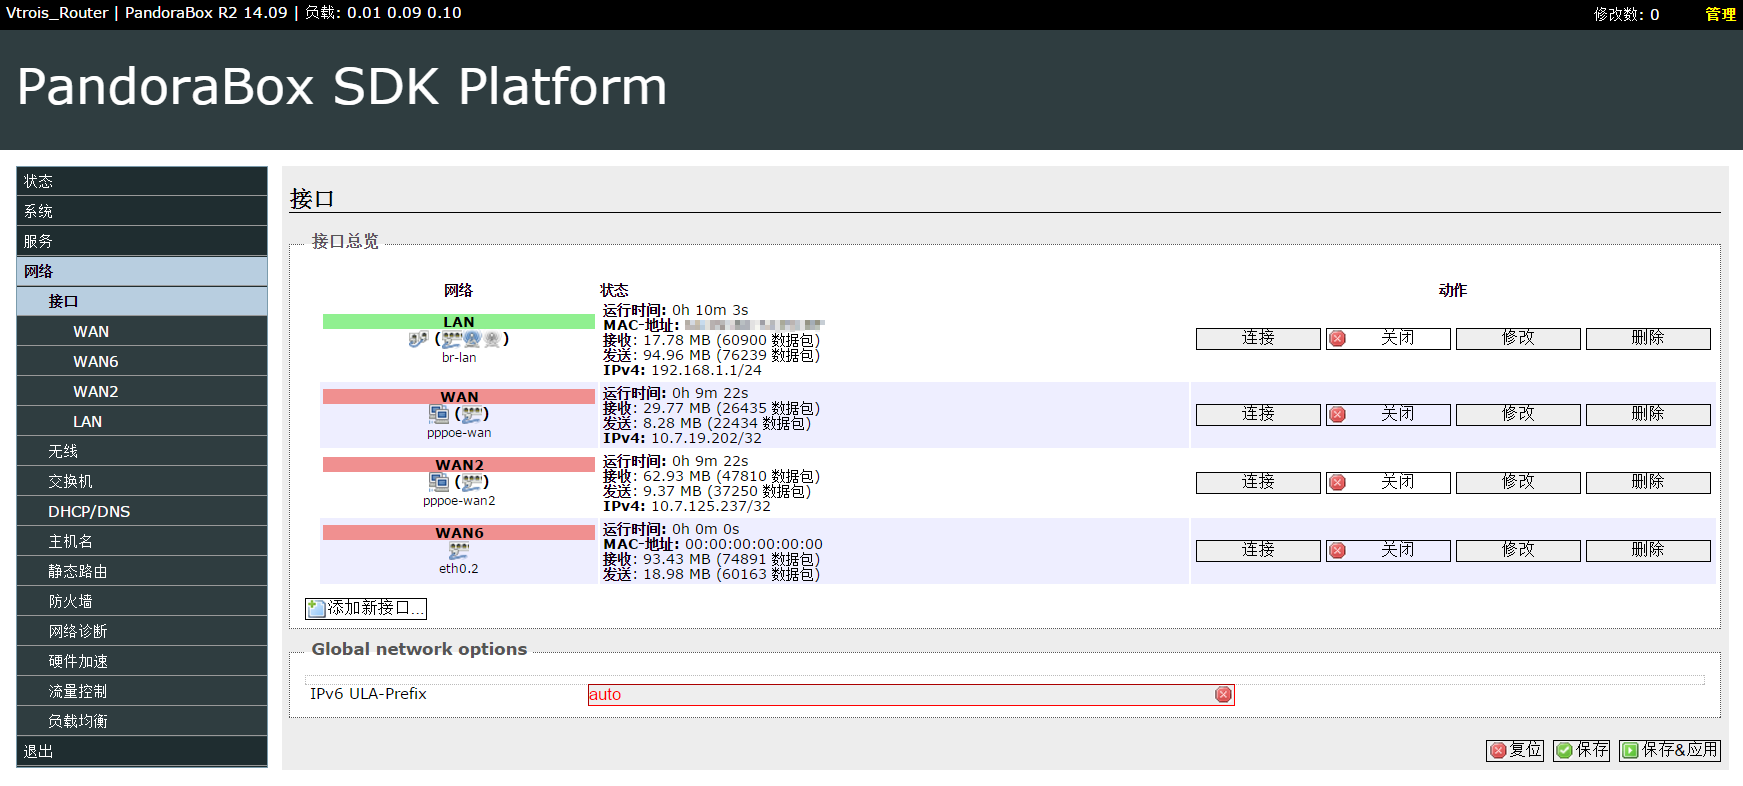 Vtrois_Router | PandoraBox R2 14.09 | 负载: 0.01 0.09 0.10
修改数: 0 管理
PandoraBox SDK Platform
状态
系统
服务
网络
接口
WAN
WAN6
WAN2
LAN
无线
交换机
DHCP/DNS
主机名
静态路由
防火墙
网络诊断
硬件加速
流量控制
负载均衡
退出
接口
接口总览
网络 状态 动作
LAN
br-lan
运行时间: 0h 10m 3s
MAC-地址:
接收: 17.78 MB (60900 数据包)
发送: 94.96 MB (76239 数据包)
IPv4: 192.168.1.1/24
连接 关闭 修改 删除
WAN
pppoe-wan
运行时间: 0h 9m 22s
接收: 29.77 MB (26435 数据包)
发送: 8.28 MB (22434 数据包)
IPv4: 10.7.19.202/32
连接 关闭 修改 删除
WAN2
pppoe-wan2
运行时间: 0h 9m 22s
接收: 62.93 MB (47810 数据包)
发送: 9.37 MB (37250 数据包)
IPv4: 10.7.125.237/32
连接 关闭 修改 删除
WAN6
eth0.2
运行时间: 0h 0m 0s
MAC-地址: 00:00:00:00:00:00
接收: 93.43 MB (74891 数据包)
发送: 18.98 MB (60163 数据包)
连接 关闭 修改 删除
添加新接口...
Global network options
IPv6 ULA-Prefix auto
复位 保存 保存&应用